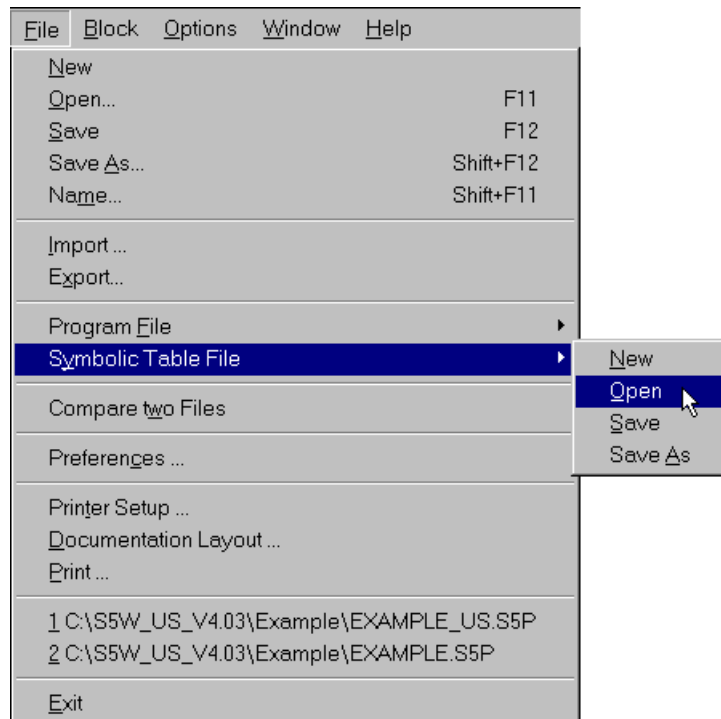 File Block Options Window Help
New
Open... F11
Save F12
Save As... Shift+F12
Name... Shift+F11
Import ...
Export...
Program File
Symbolic Table File
New
Open
Save
Save As
Compare two Files
Preferences ...
Printer Setup ...
Documentation Layout ...
Print ...
1 C:\S5W_US_V4.03\Example\EXAMPLE_US.S5P
2 C:\S5W_US_V4.03\Example\EXAMPLE.S5P
Exit